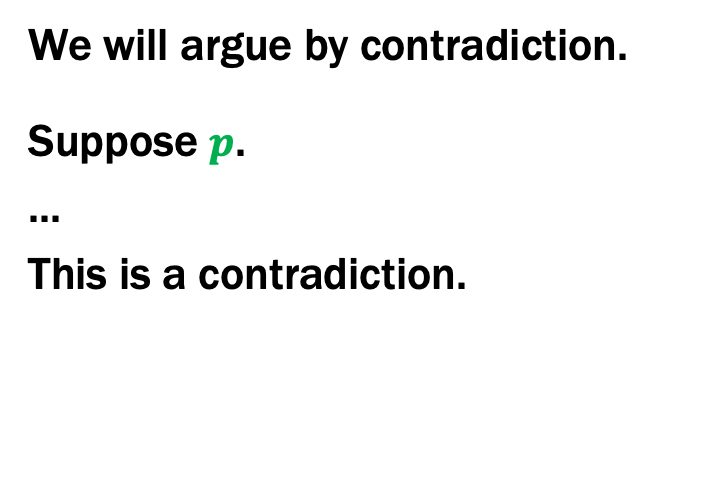 We will argue by contradiction.
Suppose p.
...
This is a contradiction.